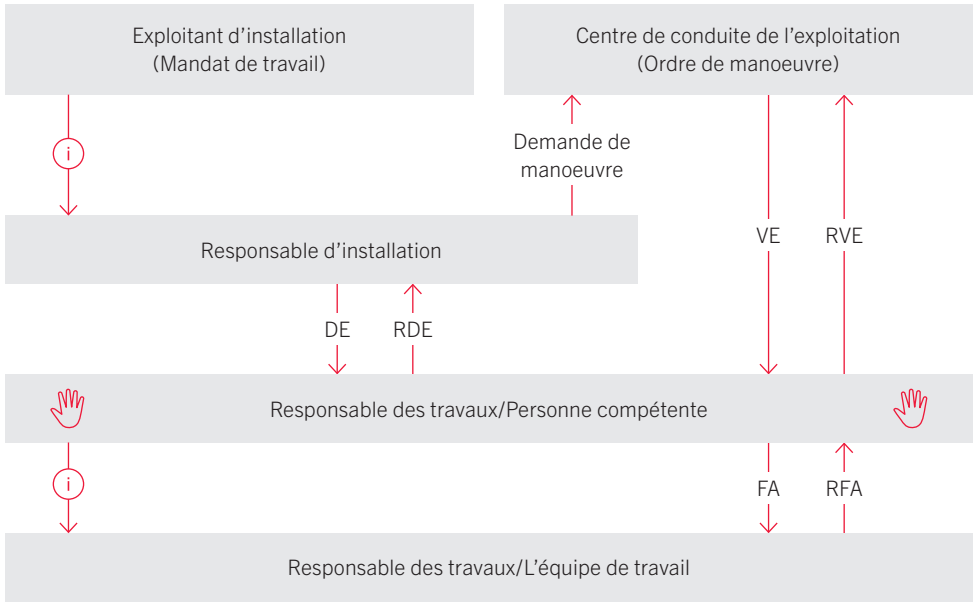 Exploitant d'installation
(Mandat de travail)
Centre de conduite de l'exploitation
(Ordre de manoeuvre)
i
Demande de
manoeuvre
Responsable d'installation
VE
RVE
DE
RDE
Responsable des travaux/Personne compétente
i
FA
RFA
Responsable des travaux/L'équipe de travail